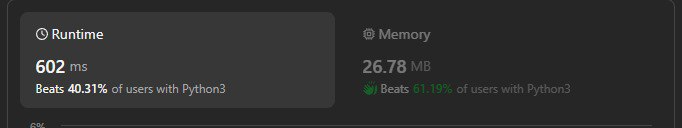 Runtime
602 ms
Beats 40.31% of users with Python3
Memory
26.78 MB
Beats 61.19% of users with Python3
6%